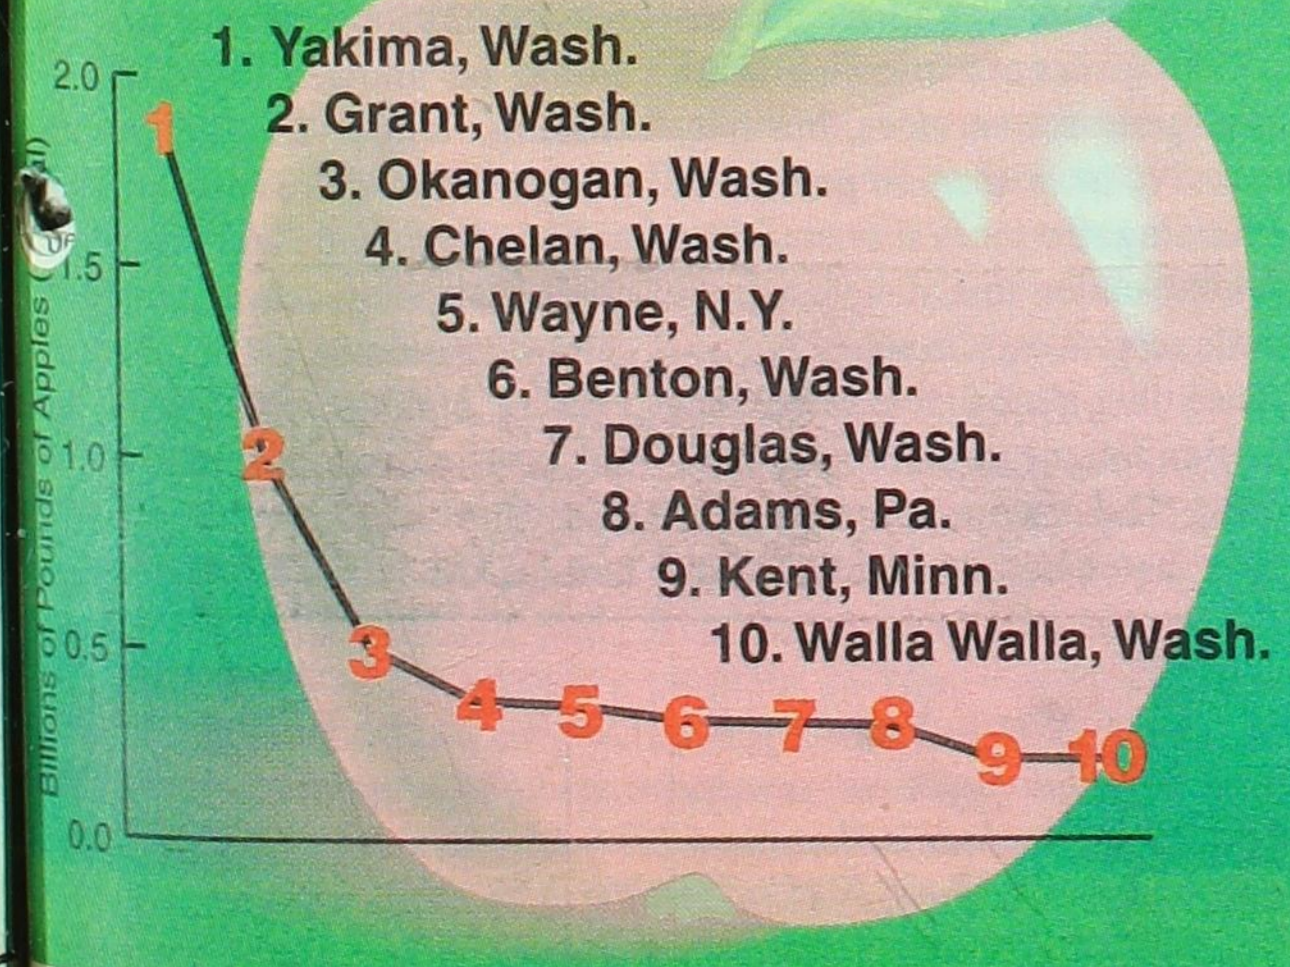 1. Yakima, Wash.
2. Grant, Wash.
3. Okanogan, Wash.
4. Chelan, Wash.
5. Wayne, N.Y.
6. Benton, Wash.
7. Douglas, Wash.
8. Adams, Pa.
9. Kent, Minn.
10. Walla Walla, Wash.
Billions of Pounds of Apples
2.0
1.5
1.0
0.5
0.0
1
2
3
4
5
6
7
8
9
10